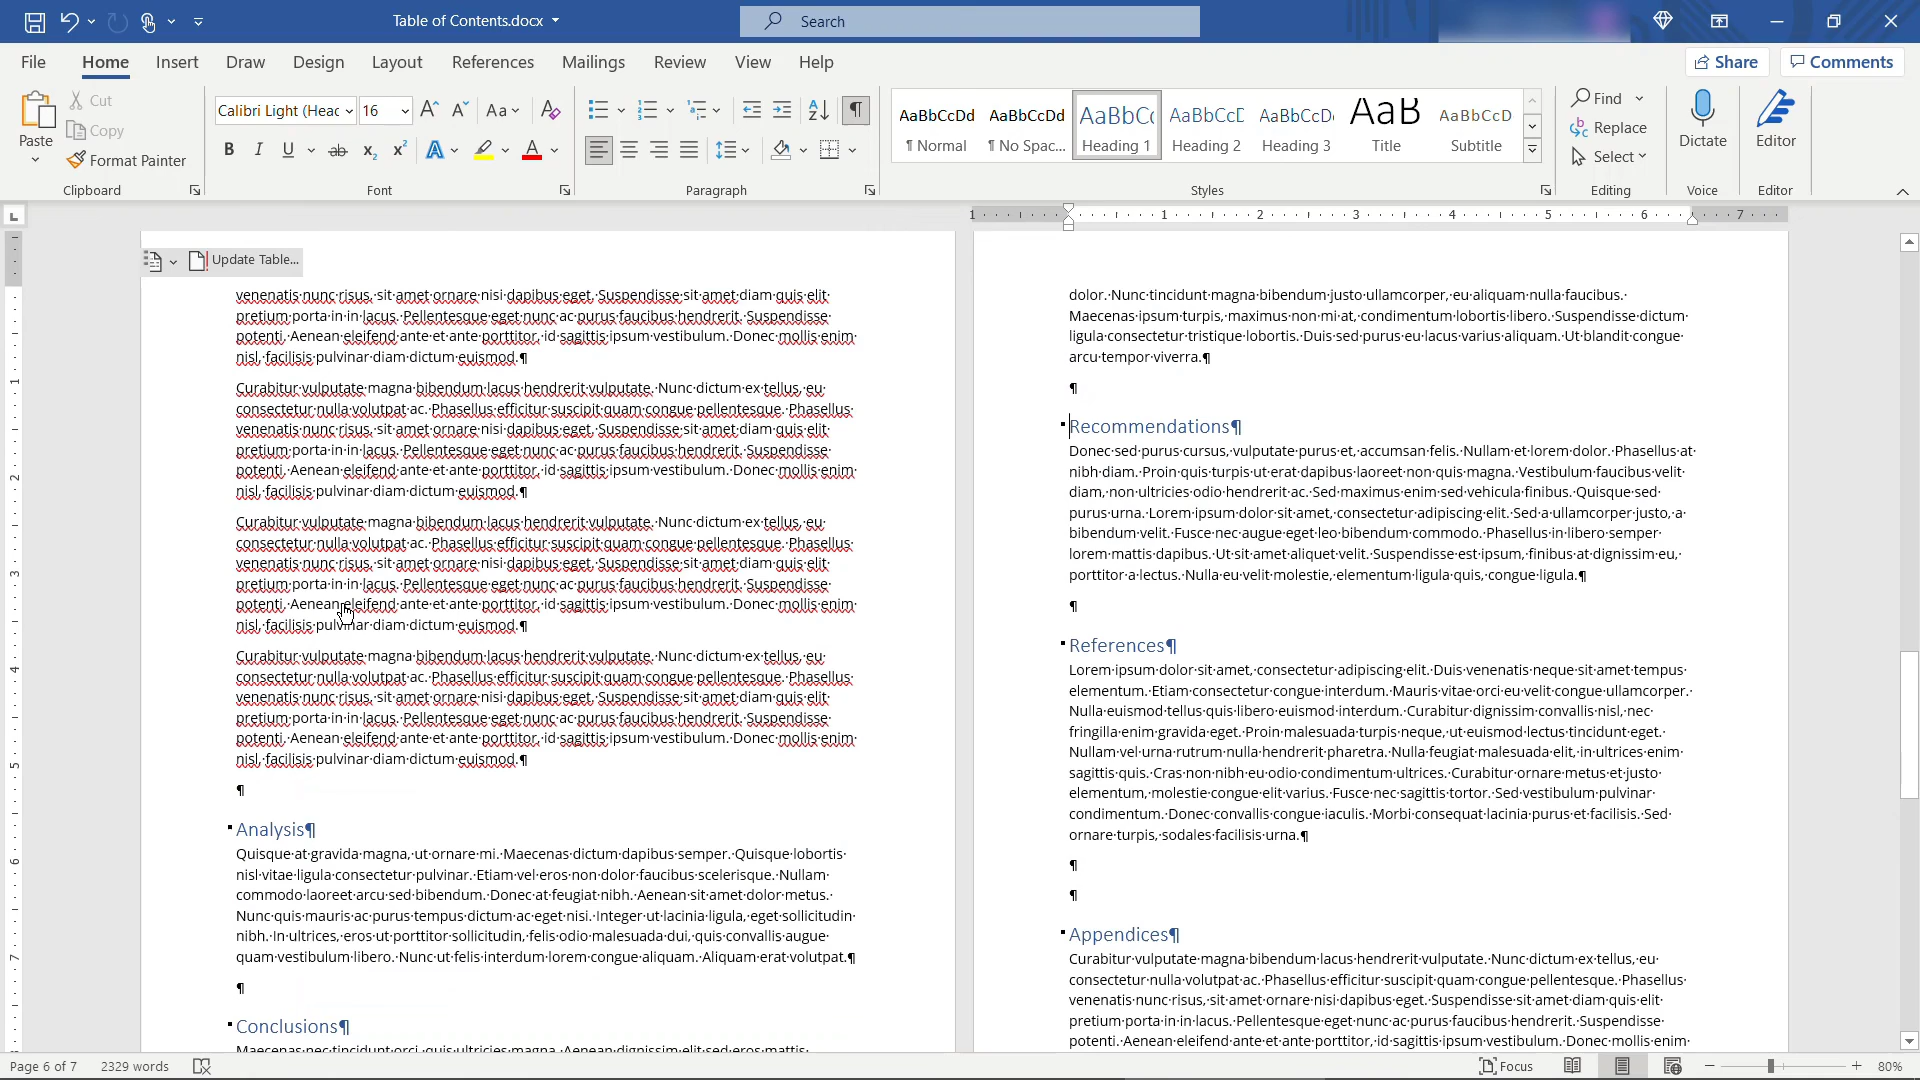 Table of Contents.docx
Search
File Home Insert Draw Design Layout References Mailings Review View Help
Share Comments
Paste
Cut
Copy
Format Painter
Clipboard
Calibri Light (Head 16
Font
Paragraph
AaBbCcDd AaBbCcDd AaBbC AaBbCcD AaBbCcD AaB AaBbCcD
¶ Normal ¶ No Spac... Heading 1 Heading 2 Heading 3 Title Subtitle
Styles
Find
Replace
Select
Editing
Dictate
Voice
Editor
Editor
1 1 2 3 4 5 6 7
1
2
3
4
5
6
7
Update Table...
venenatis·nunc·risus,·sit·amet·ornare·nisi·dapibus·eget.·Suspendisse·sit·amet·diam·quis·elit·
pretium·porta·in·in·lacus.·Pellentesque·eget·nunc·ac·purus·faucibus·hendrerit.·Suspendisse·
potenti.·Aenean·eleifend·ante·et·ante·porttitor,·id·sagittis·ipsum·vestibulum.·Donec·mollis·enim·
nisl,·facilisis·pulvinar·diam·dictum·euismod.¶
Curabitur·vulputate·magna·bibendum·lacus·hendrerit·vulputate.·Nunc·dictum·ex·tellus,·eu·
consectetur·nulla·volutpat·ac.·Phasellus·efficitur·suscipit·quam·congue·pellentesque.·Phasellus·
venenatis·nunc·risus,·sit·amet·ornare·nisi·dapibus·eget.·Suspendisse·sit·amet·diam·quis·elit·
pretium·porta·in·in·lacus.·Pellentesque·eget·nunc·ac·purus·faucibus·hendrerit.·Suspendisse·
potenti.·Aenean·eleifend·ante·et·ante·porttitor,·id·sagittis·ipsum·vestibulum.·Donec·mollis·enim·
nisl,·facilisis·pulvinar·diam·dictum·euismod.¶
Curabitur·vulputate·magna·bibendum·lacus·hendrerit·vulputate.·Nunc·dictum·ex·tellus,·eu·
consectetur·nulla·volutpat·ac.·Phasellus·efficitur·suscipit·quam·congue·pellentesque.·Phasellus·
venenatis·nunc·risus,·sit·amet·ornare·nisi·dapibus·eget.·Suspendisse·sit·amet·diam·quis·elit·
pretium·porta·in·in·lacus.·Pellentesque·eget·nunc·ac·purus·faucibus·hendrerit.·Suspendisse·
potenti.·Aenean·eleifend·ante·et·ante·porttitor,·id·sagittis·ipsum·vestibulum.·Donec·mollis·enim·
nisl,·facilisis·pulvinar·diam·dictum·euismod.¶
Curabitur·vulputate·magna·bibendum·lacus·hendrerit·vulputate.·Nunc·dictum·ex·tellus,·eu·
consectetur·nulla·volutpat·ac.·Phasellus·efficitur·suscipit·quam·congue·pellentesque.·Phasellus·
venenatis·nunc·risus,·sit·amet·ornare·nisi·dapibus·eget.·Suspendisse·sit·amet·diam·quis·elit·
pretium·porta·in·in·lacus.·Pellentesque·eget·nunc·ac·purus·faucibus·hendrerit.·Suspendisse·
potenti.·Aenean·eleifend·ante·et·ante·porttitor,·id·sagittis·ipsum·vestibulum.·Donec·mollis·enim·
nisl,·facilisis·pulvinar·diam·dictum·euismod.¶
¶
Analysis¶
Quisque·at·gravida·magna,·ut·ornare·mi.·Maecenas·dictum·dapibus·semper.·Quisque·lobortis·
nisl·vitae·ligula·consectetur·pulvinar.·Etiam·vel·eros·non·dolor·faucibus·scelerisque.·Nullam·
commodo·laoreet·arcu·sed·bibendum.·Donec·at·feugiat·nibh.·Aenean·sit·amet·dolor·metus.·
Nunc·quis·mauris·ac·purus·tempus·dictum·ac·eget·nisi.·Integer·ut·lacinia·ligula,·eget·sollicitudin·
nibh.·In·ultrices,·eros·ut·porttitor·sollicitudin,·felis·odio·malesuada·dui,·quis·convallis·augue·
quam·vestibulum·libero.·Nunc·ut·felis·interdum·lorem·congue·aliquam.·Aliquam·erat·volutpat.¶
¶
Conclusions¶
Maecenas·nec·tincidunt·orci,·quis·ultricies·magna.·Aenean·dignissim·elit·sed·eros·mattis·
dolor.·Nunc·tincidunt·magna·bibendum·justo·ullamcorper,·eu·aliquam·nulla·faucibus.·
Maecenas·ipsum·turpis,·maximus·non·mi·at,·condimentum·lobortis·libero.·Suspendisse·dictum·
ligula·consectetur·tristique·lobortis.·Duis·sed·purus·eu·lacus·varius·aliquam.·Ut·blandit·congue·
arcu·tempor·viverra.¶
¶
Recommendations¶
Donec·sed·purus·cursus,·vulputate·purus·et,·accumsan·felis.·Nullam·et·lorem·dolor.·Phasellus·at·
nibh·diam.·Proin·quis·turpis·ut·erat·dapibus·laoreet·non·quis·magna.·Vestibulum·faucibus·velit·
diam,·non·ultricies·odio·hendrerit·ac.·Sed·maximus·enim·sed·vehicula·finibus.·Quisque·sed·
purus·urna.·Lorem·ipsum·dolor·sit·amet,·consectetur·adipiscing·elit.·Sed·a·ullamcorper·justo,·a·
bibendum·velit.·Fusce·nec·augue·eget·leo·bibendum·commodo.·Phasellus·in·libero·semper·
lorem·mattis·dapibus.·Ut·sit·amet·aliquet·velit.·Suspendisse·est·ipsum,·finibus·at·dignissim·eu,·
porttitor·a·lectus.·Nulla·eu·velit·molestie,·elementum·ligula·quis,·congue·ligula.¶
¶
References¶
Lorem·ipsum·dolor·sit·amet,·consectetur·adipiscing·elit.·Duis·venenatis·neque·sit·amet·tempus·
elementum.·Etiam·consectetur·congue·interdum.·Mauris·vitae·orci·eu·velit·congue·ullamcorper.·
Nulla·euismod·tellus·quis·libero·euismod·interdum.·Curabitur·dignissim·convallis·nisl,·nec·
fringilla·enim·gravida·eget.·Proin·malesuada·turpis·neque,·ut·euismod·lectus·tincidunt·eget.·
Nullam·vel·urna·rutrum·nulla·hendrerit·pharetra.·Nulla·feugiat·malesuada·elit,·in·ultrices·enim·
sagittis·quis.·Cras·non·nibh·eu·odio·condimentum·ultrices.·Curabitur·ornare·metus·et·justo·
elementum,·molestie·congue·elit·varius.·Fusce·nec·sagittis·tortor.·Sed·vestibulum·pulvinar·
condimentum.·Donec·convallis·congue·iaculis.·Morbi·consequat·lacinia·purus·et·facilisis.·Sed·
ornare·turpis,·sodales·facilisis·urna.¶
¶
¶
Appendices¶
Curabitur·vulputate·magna·bibendum·lacus·hendrerit·vulputate.·Nunc·dictum·ex·tellus,·eu·
consectetur·nulla·volutpat·ac.·Phasellus·efficitur·suscipit·quam·congue·pellentesque.·Phasellus·
venenatis·nunc·risus,·sit·amet·ornare·nisi·dapibus·eget.·Suspendisse·sit·amet·diam·quis·elit·
pretium·porta·in·in·lacus.·Pellentesque·eget·nunc·ac·purus·faucibus·hendrerit.·Suspendisse·
potenti.·Aenean·eleifend·ante·et·ante·porttitor,·id·sagittis·ipsum·vestibulum.·Donec·mollis·enim·
Page 6 of 7 2329 words Focus 80%